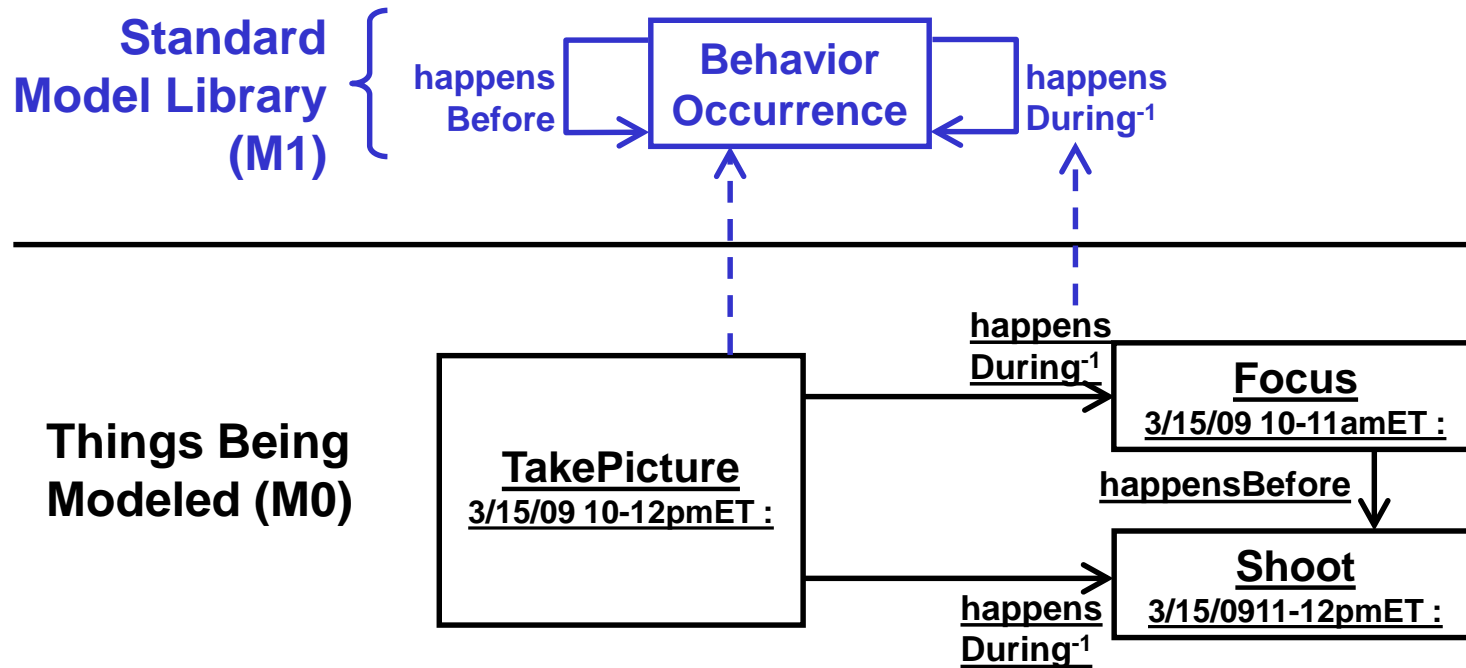 Standard
Model Library
(M1)
happens
Before
Behavior
Occurrence
happens
During-1
Things Being
Modeled (M0)
TakePicture
3/15/09 10-12pmET :
happens
During-1
Focus
3/15/09 10-11amET :
happensBefore
Shoot
3/15/0911-12pmET :
happens
During-1